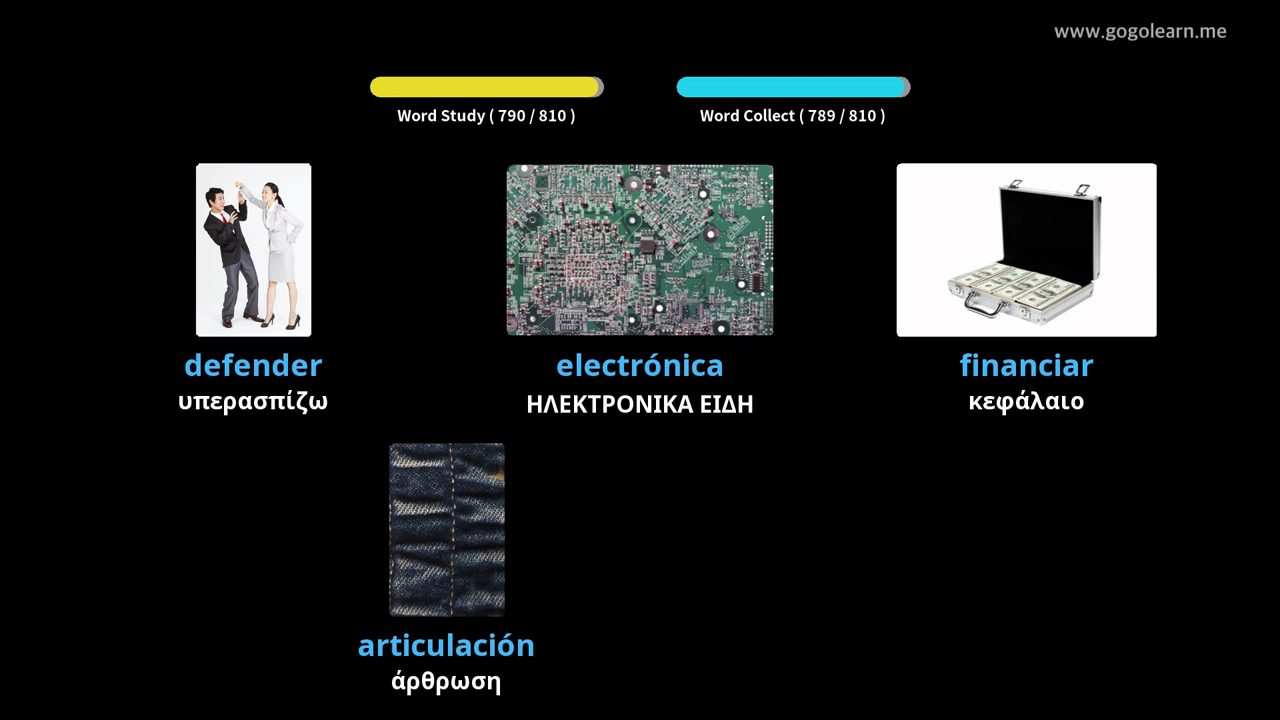 www.gogolearn.me
Word Study ( 790 / 810 )
Word Collect ( 789 / 810 )
defender
υπερασπίζω
electrónica
ΗΛΕΚΤΡΟΝΙΚΑ ΕΙΔΗ
financiar
κεφάλαιο
articulación
άρθρωση